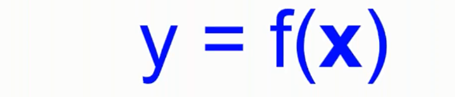 y = f(x)